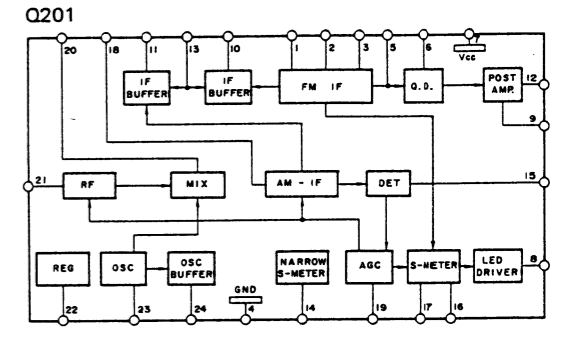 Q201
20 18 11 13 10 1 2 3 5 6 7
Vcc
IF BUFFER
IF BUFFER
FM IF
Q.D.
POST AMP.
12
9
21
RF
MIX
AM - IF
DET
15
REG
OSC
OSC BUFFER
NARROW S-METER
AGC
S-METER
LED DRIVER
8
GND
22 23 24 4 14 19 17 16